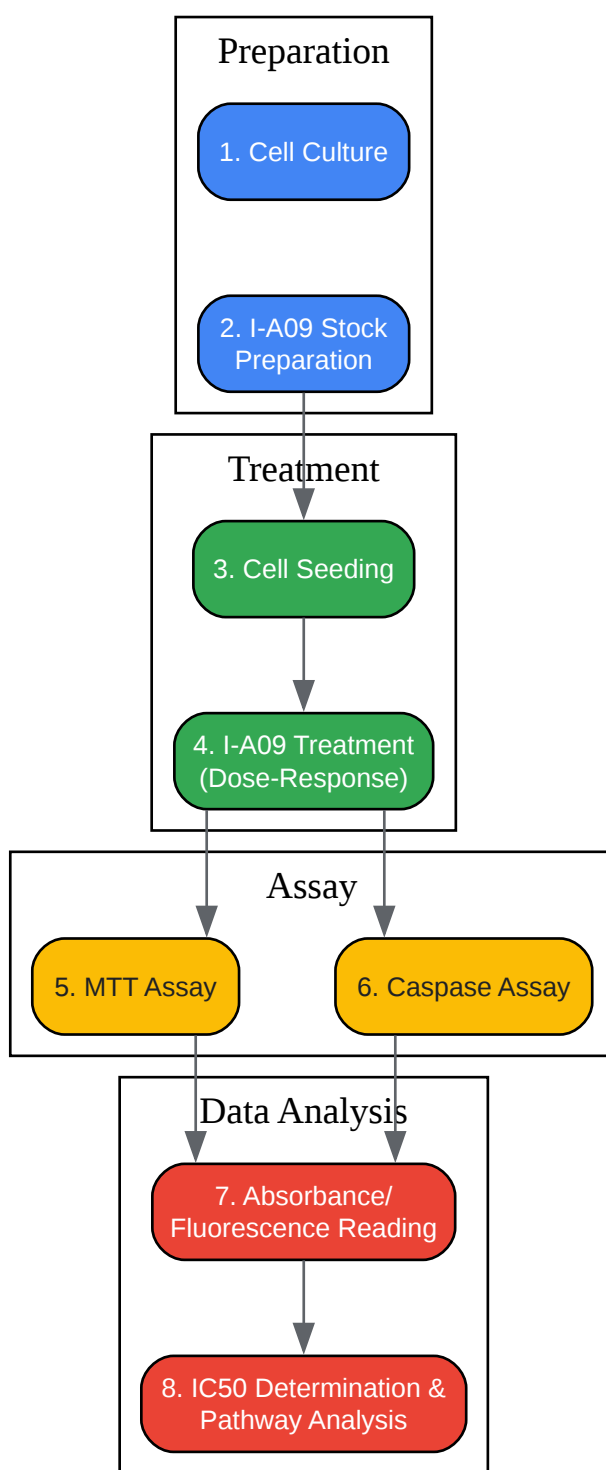 Preparation
1. Cell Culture
2. I-A09 Stock
Preparation
Treatment
3. Cell Seeding
4. I-A09 Treatment
(Dose-Response)
Assay
5. MTT Assay
6. Caspase Assay
Data Analysis
7. Absorbance/
Fluorescence Reading
8. IC50 Determination &
Pathway Analysis